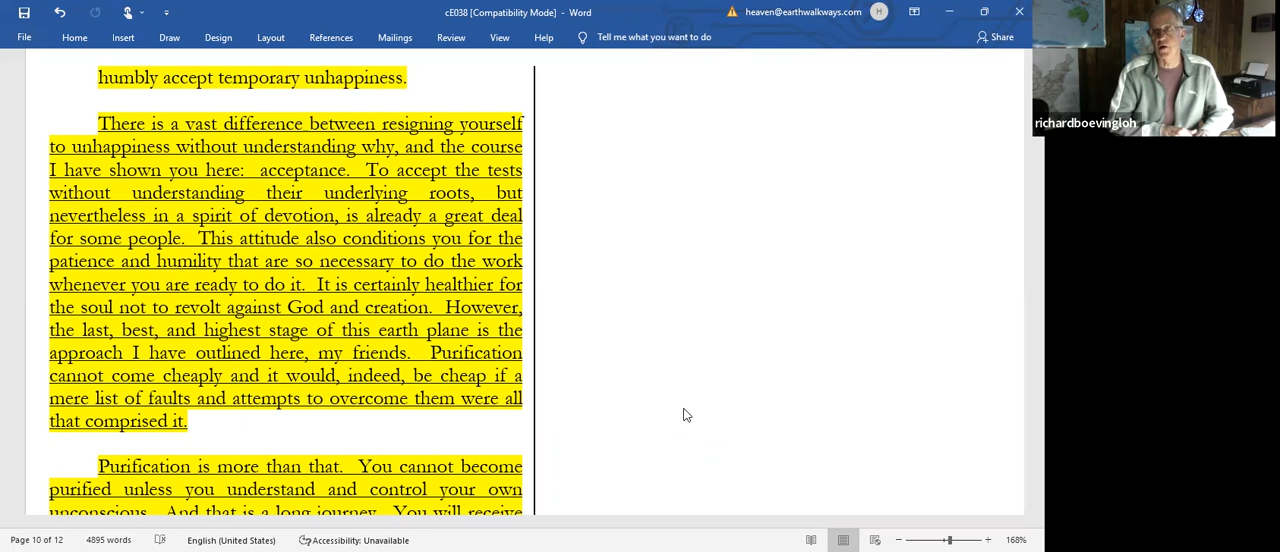 cE038 [Compatibility Mode] - Word
heaven@earthwalkways.com
H
File
Home
Insert
Draw
Design
Layout
References
Mailings
Review
View
Help
Tell me what you want to do
Share
richardboevingloh
humbly accept temporary unhappiness.
There is a vast difference between resigning yourself
to unhappiness without understanding why, and the course
I have shown you here: acceptance. To accept the tests
without understanding their underlying roots, but
nevertheless in a spirit of devotion, is already a great deal
for some people. This attitude also conditions you for the
patience and humility that are so necessary to do the work
whenever you are ready to do it. It is certainly healthier for
the soul not to revolt against God and creation. However,
the last, best, and highest stage of this earth plane is the
approach I have outlined here, my friends. Purification
cannot come cheaply and it would, indeed, be cheap if a
mere list of faults and attempts to overcome them were all
that comprised it.
Purification is more than that. You cannot become
purified unless you understand and control your own
unconscious. And that is a long journey. You will receive
Page 10 of 12
4895 words
English (United States)
Accessibility: Unavailable
168%